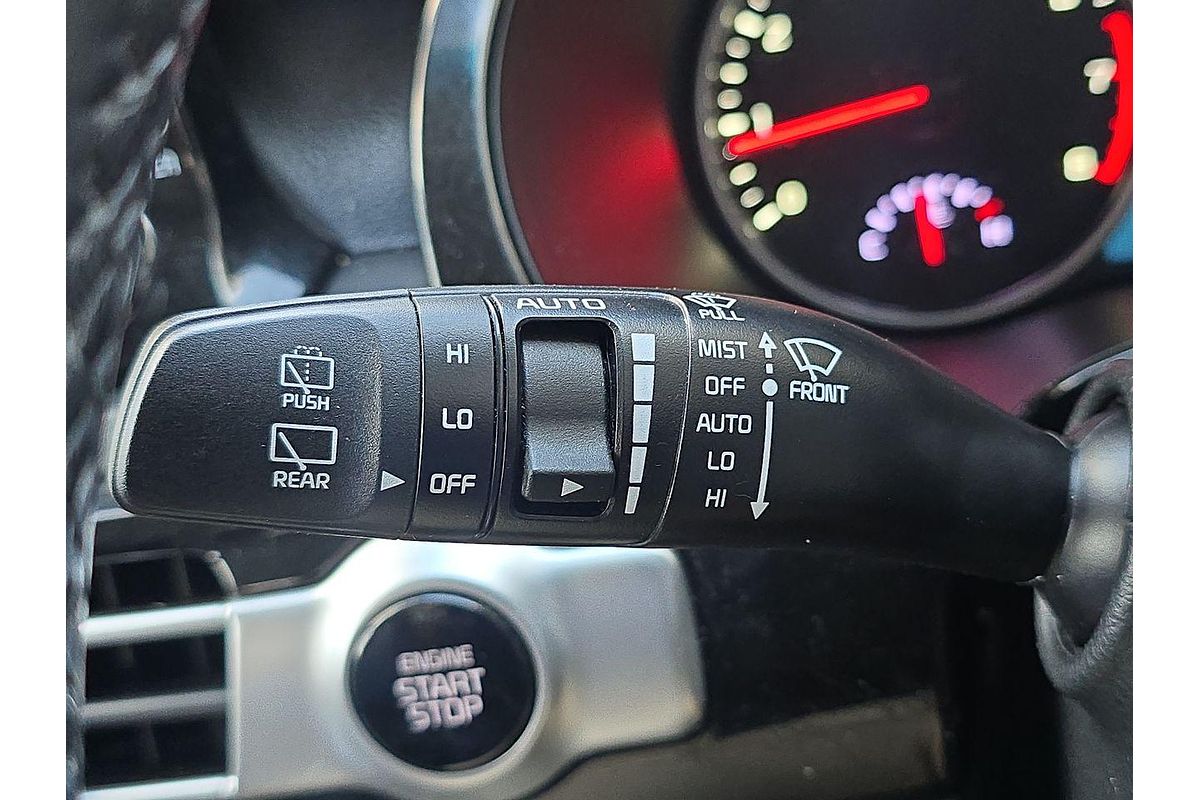 PUSH
REAR
HI
LO
OFF
AUTO
PULL
MIST
OFF
AUTO
LO
HI
FRONT
ENGINE
START
STOP